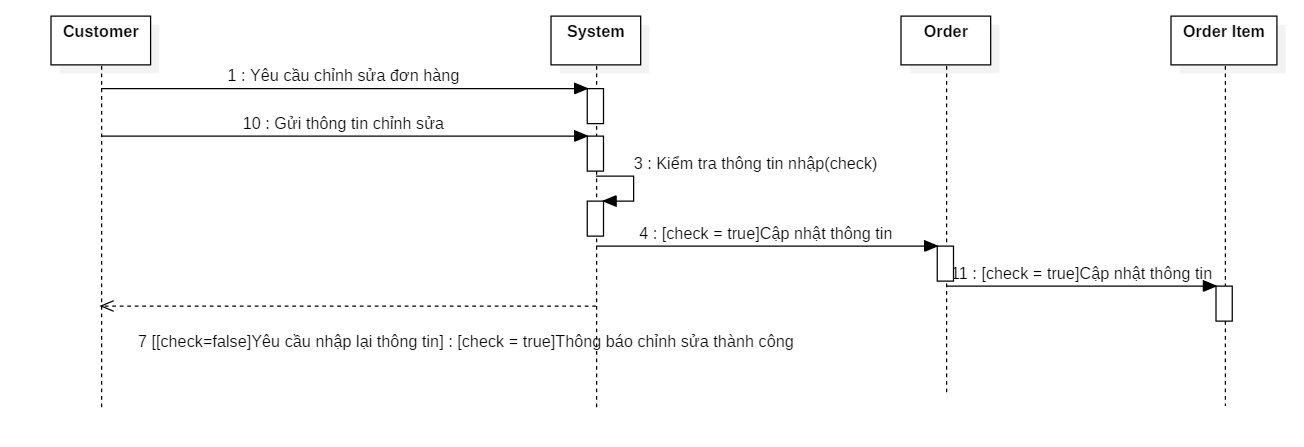 Customer
System
Order
Order Item
1 : Yêu cầu chỉnh sửa đơn hàng
10 : Gửi thông tin chỉnh sửa
3 : Kiểm tra thông tin nhập(check)
4 : [check = true]Cập nhật thông tin
11 : [check = true]Cập nhật thông tin
7 [[check=false]Yêu cầu nhập lại thông tin] : [check = true]Thông báo chỉnh sửa thành công